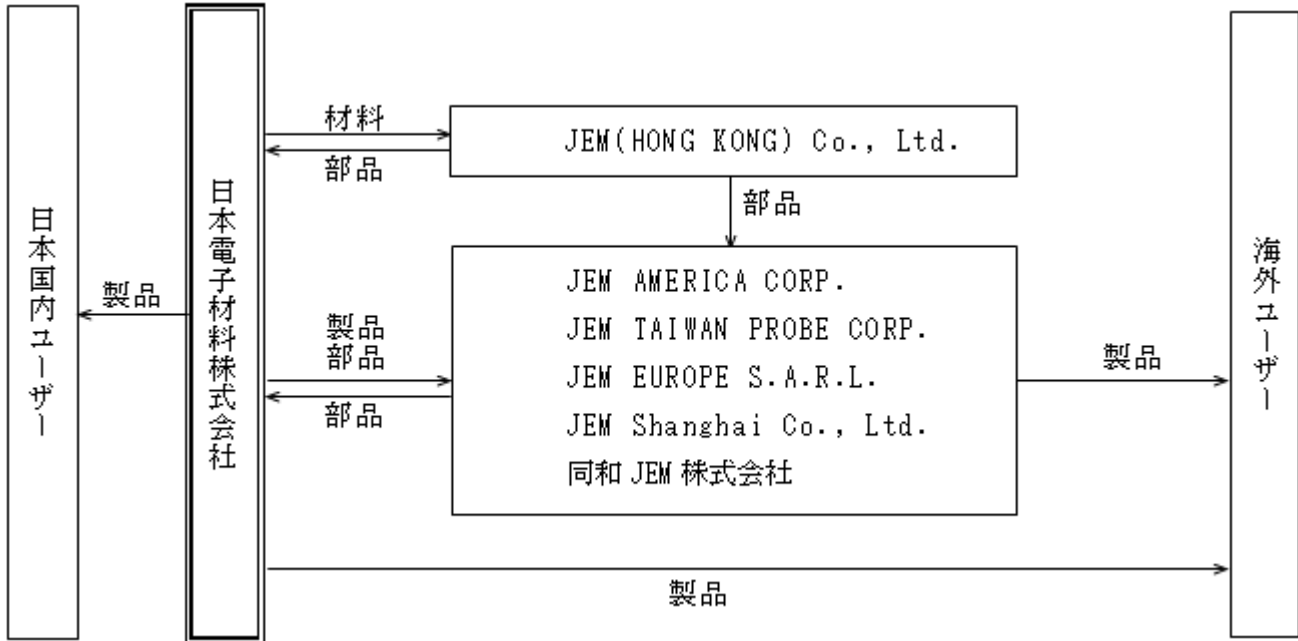 日本国内ユーザー
製品
日本電子材料株式会社
材料
部品
JEM(HONG KONG) Co., Ltd.
部品
製品
部品
部品
JEM AMERICA CORP.
JEM TAIWAN PROBE CORP.
JEM EUROPE S.A.R.L.
JEM Shanghai Co., Ltd.
同和 JEM 株式会社
製品
製品
海外ユーザー